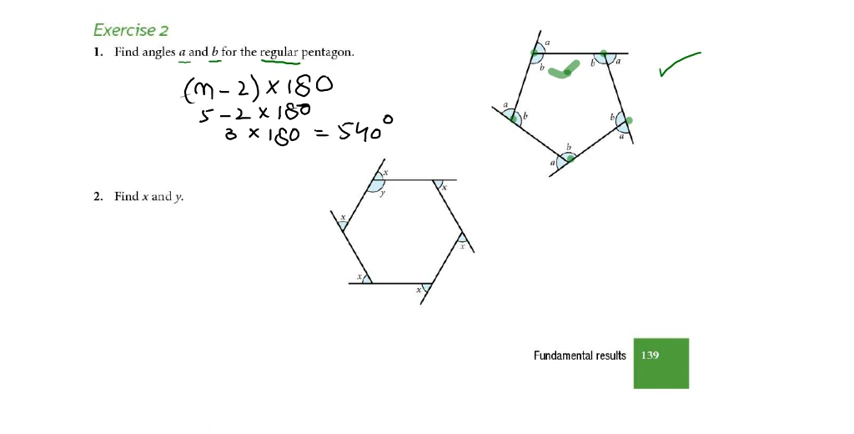 Exercise 2
1. Find angles a and b for the regular pentagon.
(n - 2) × 180
5 - 2 × 180
3 × 180 = 540°
a
b
b
a
a
b
b
a
b
a
2. Find x and y.
x
y
x
x
x
x
x
Fundamental results 139